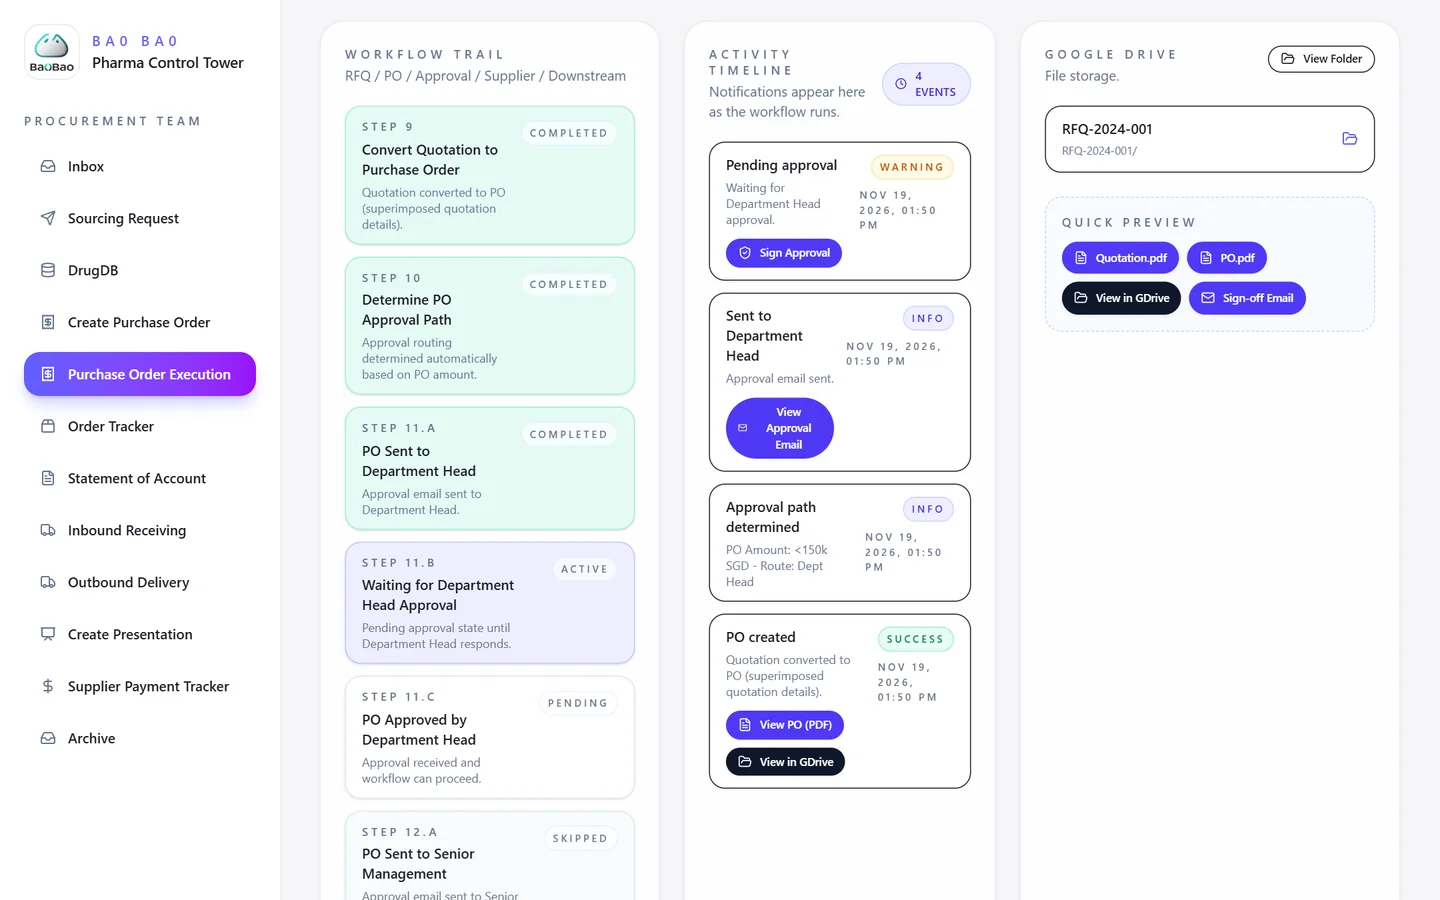 BaoBao
BAO BAO
Pharma Control Tower
PROCUREMENT TEAM
Inbox
Sourcing Request
DrugDB
Create Purchase Order
Purchase Order Execution
Order Tracker
Statement of Account
Inbound Receiving
Outbound Delivery
Create Presentation
Supplier Payment Tracker
Archive
WORKFLOW TRAIL
RFQ / PO / Approval / Supplier / Downstream
STEP 9
COMPLETED
Convert Quotation to
Purchase Order
Quotation converted to PO
(superimposed quotation
details).
STEP 10
COMPLETED
Determine PO
Approval Path
Approval routing
determined automatically
based on PO amount.
STEP 11.A
COMPLETED
PO Sent to
Department Head
Approval email sent to
Department Head.
STEP 11.B
ACTIVE
Waiting for Department
Head Approval
Pending approval state until
Department Head responds.
STEP 11.C
PENDING
PO Approved by
Department Head
Approval received and
workflow can proceed.
STEP 12.A
SKIPPED
PO Sent to Senior
Management
Approval email sent to Senior
ACTIVITY
TIMELINE
Notifications appear here
as the workflow runs.
4
EVENTS
Pending approval
WARNING
Waiting for
Department Head
approval.
NOV 19,
2026, 01:50
PM
Sign Approval
Sent to
Department
Head
INFO
NOV 19, 2026,
01:50 PM
Approval email sent.
View
Approval
Email
Approval path
determined
INFO
NOV 19,
2026, 01:50
PM
PO Amount: <150k
SGD - Route: Dept
Head
PO created
SUCCESS
Quotation converted to
PO (superimposed
quotation details).
NOV 19,
2026,
01:50 PM
View PO (PDF)
View in GDrive
GOOGLE DRIVE
File storage.
View Folder
RFQ-2024-001
RFQ-2024-001/
QUICK PREVIEW
Quotation.pdf
PO.pdf
View in GDrive
Sign-off Email